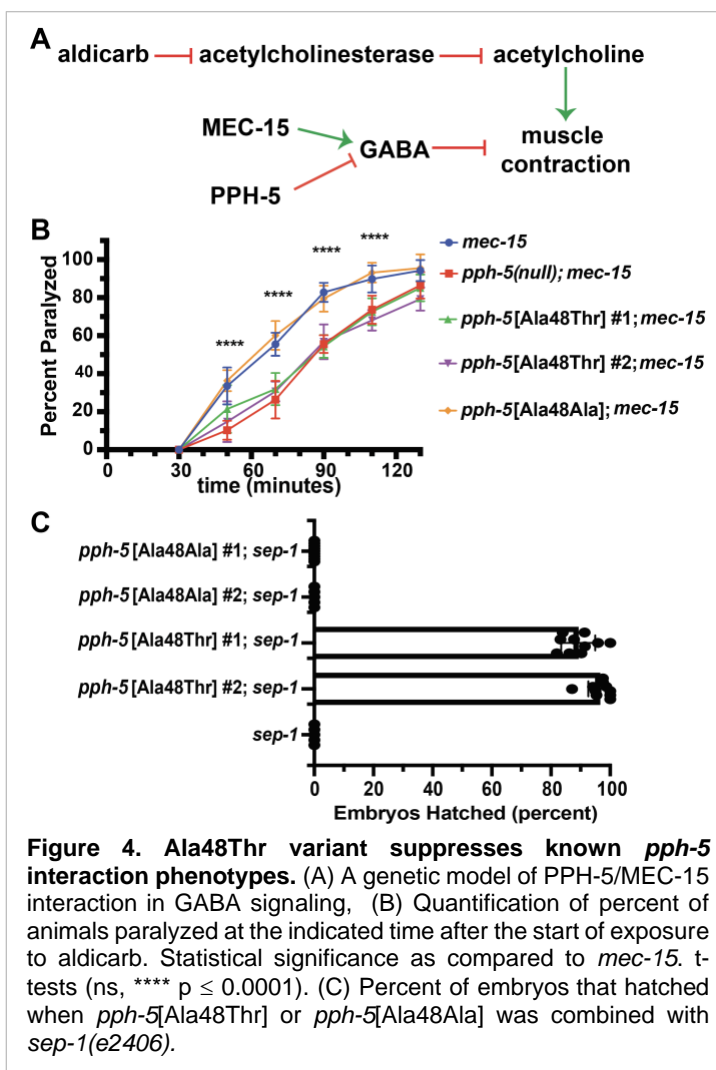 A
aldicarb acetylcholinesterase acetylcholine
MEC-15
GABA
muscle
contraction
PPH-5
B
Percent Paralyzed
100
80
60
40
20
0
0 30 60 90 120
time (minutes)
**** **** **** ****
mec-15
pph-5(null); mec-15
pph-5[Ala48Thr] #1; mec-15
pph-5[Ala48Thr] #2; mec-15
pph-5[Ala48Ala]; mec-15
C
pph-5[Ala48Ala] #1; sep-1
pph-5[Ala48Ala] #2; sep-1
pph-5[Ala48Thr] #1; sep-1
pph-5[Ala48Thr] #2; sep-1
sep-1
0 20 40 60 80 100
Embryos Hatched (percent)
Figure 4. Ala48Thr variant suppresses known pph-5
interaction phenotypes. (A) A genetic model of PPH-5/MEC-15
interaction in GABA signaling, (B) Quantification of percent of
animals paralyzed at the indicated time after the start of exposure
to aldicarb. Statistical significance as compared to mec-15. t-
tests (ns, **** p ≤ 0.0001). (C) Percent of embryos that hatched
when pph-5[Ala48Thr] or pph-5[Ala48Ala] was combined with
sep-1(e2406).